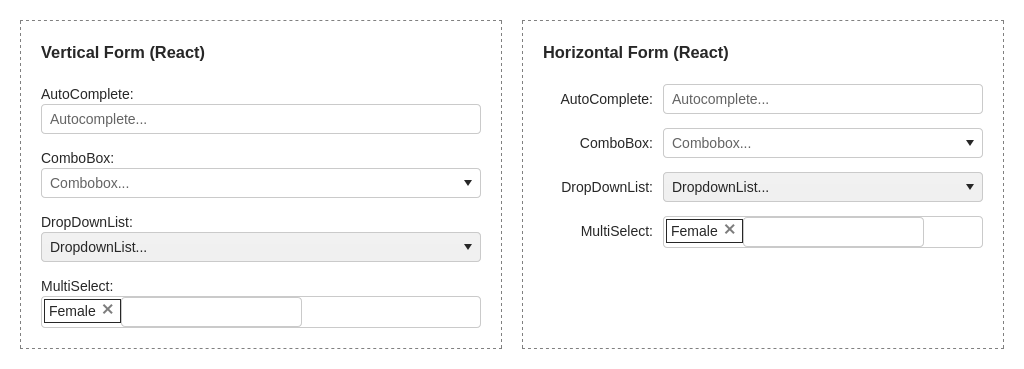 Vertical Form (React)
AutoComplete:
Autocomplete...
ComboBox:
Combobox...
DropDownList:
DropdownList...
MultiSelect:
Female ✕
Horizontal Form (React)
AutoComplete: Autocomplete...
ComboBox: Combobox...
DropDownList: DropdownList...
MultiSelect: Female ✕